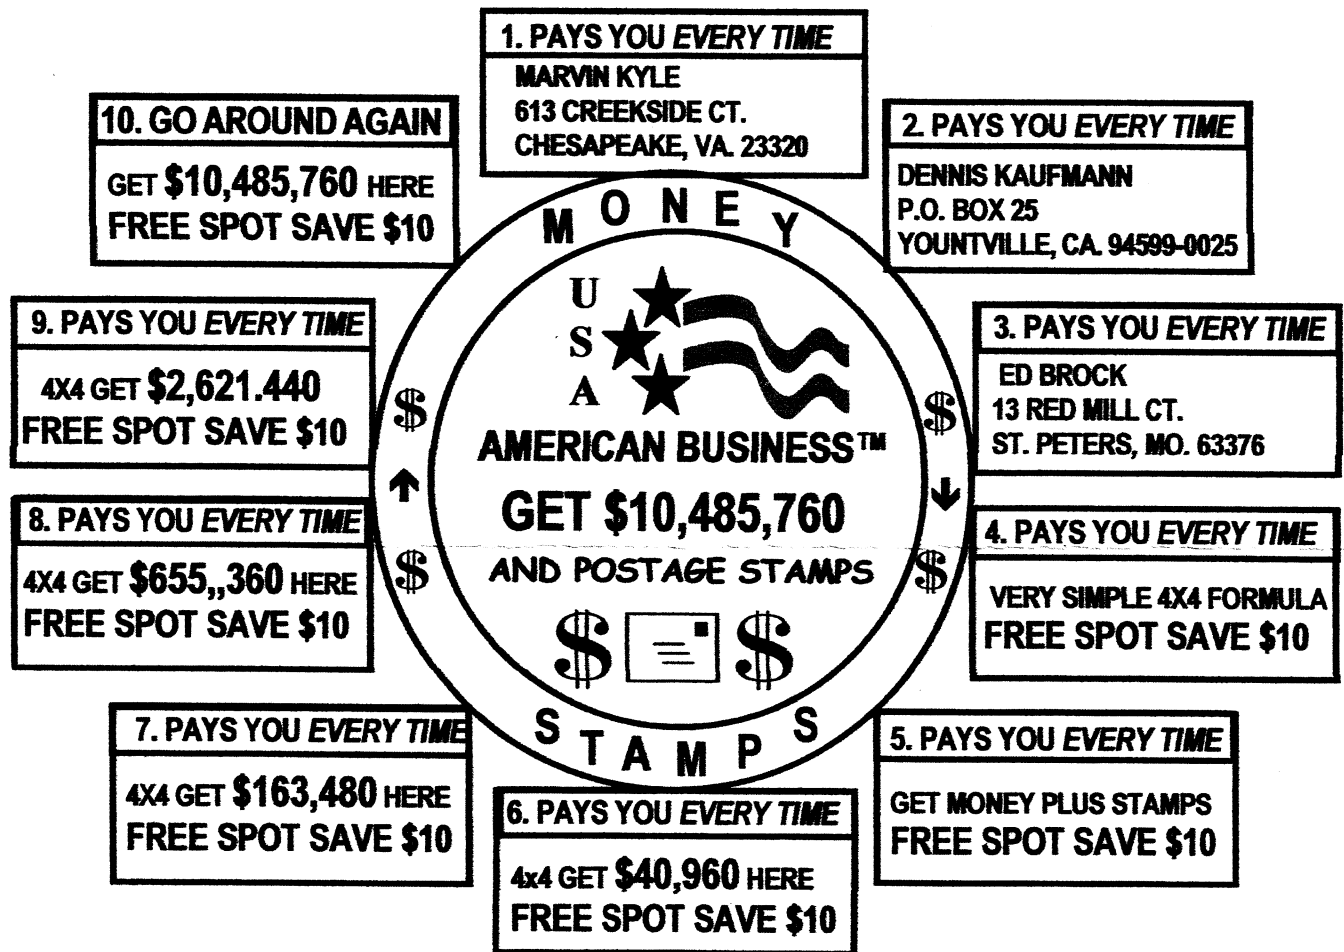 1. PAYS YOU EVERY TIME
MARVIN KYLE
613 CREEKSIDE CT.
CHESAPEAKE, VA. 23320
2. PAYS YOU EVERY TIME
DENNIS KAUFMANN
P.O. BOX 25
YOUNTVILLE, CA. 94599-0025
3. PAYS YOU EVERY TIME
ED BROCK
13 RED MILL CT.
ST. PETERS, MO. 63376
4. PAYS YOU EVERY TIME
VERY SIMPLE 4X4 FORMULA
FREE SPOT SAVE $10
5. PAYS YOU EVERY TIME
GET MONEY PLUS STAMPS
FREE SPOT SAVE $10
6. PAYS YOU EVERY TIME
4x4 GET $40,960 HERE
FREE SPOT SAVE $10
7. PAYS YOU EVERY TIME
4X4 GET $163,480 HERE
FREE SPOT SAVE $10
8. PAYS YOU EVERY TIME
4X4 GET $655,,360 HERE
FREE SPOT SAVE $10
9. PAYS YOU EVERY TIME
4X4 GET $2,621.440
FREE SPOT SAVE $10
10. GO AROUND AGAIN
GET $10,485,760 HERE
FREE SPOT SAVE $10
MONEY
$ $
$ $
STAMPS
USA
AMERICAN BUSINESS™
GET $10,485,760
AND POSTAGE STAMPS
$ $